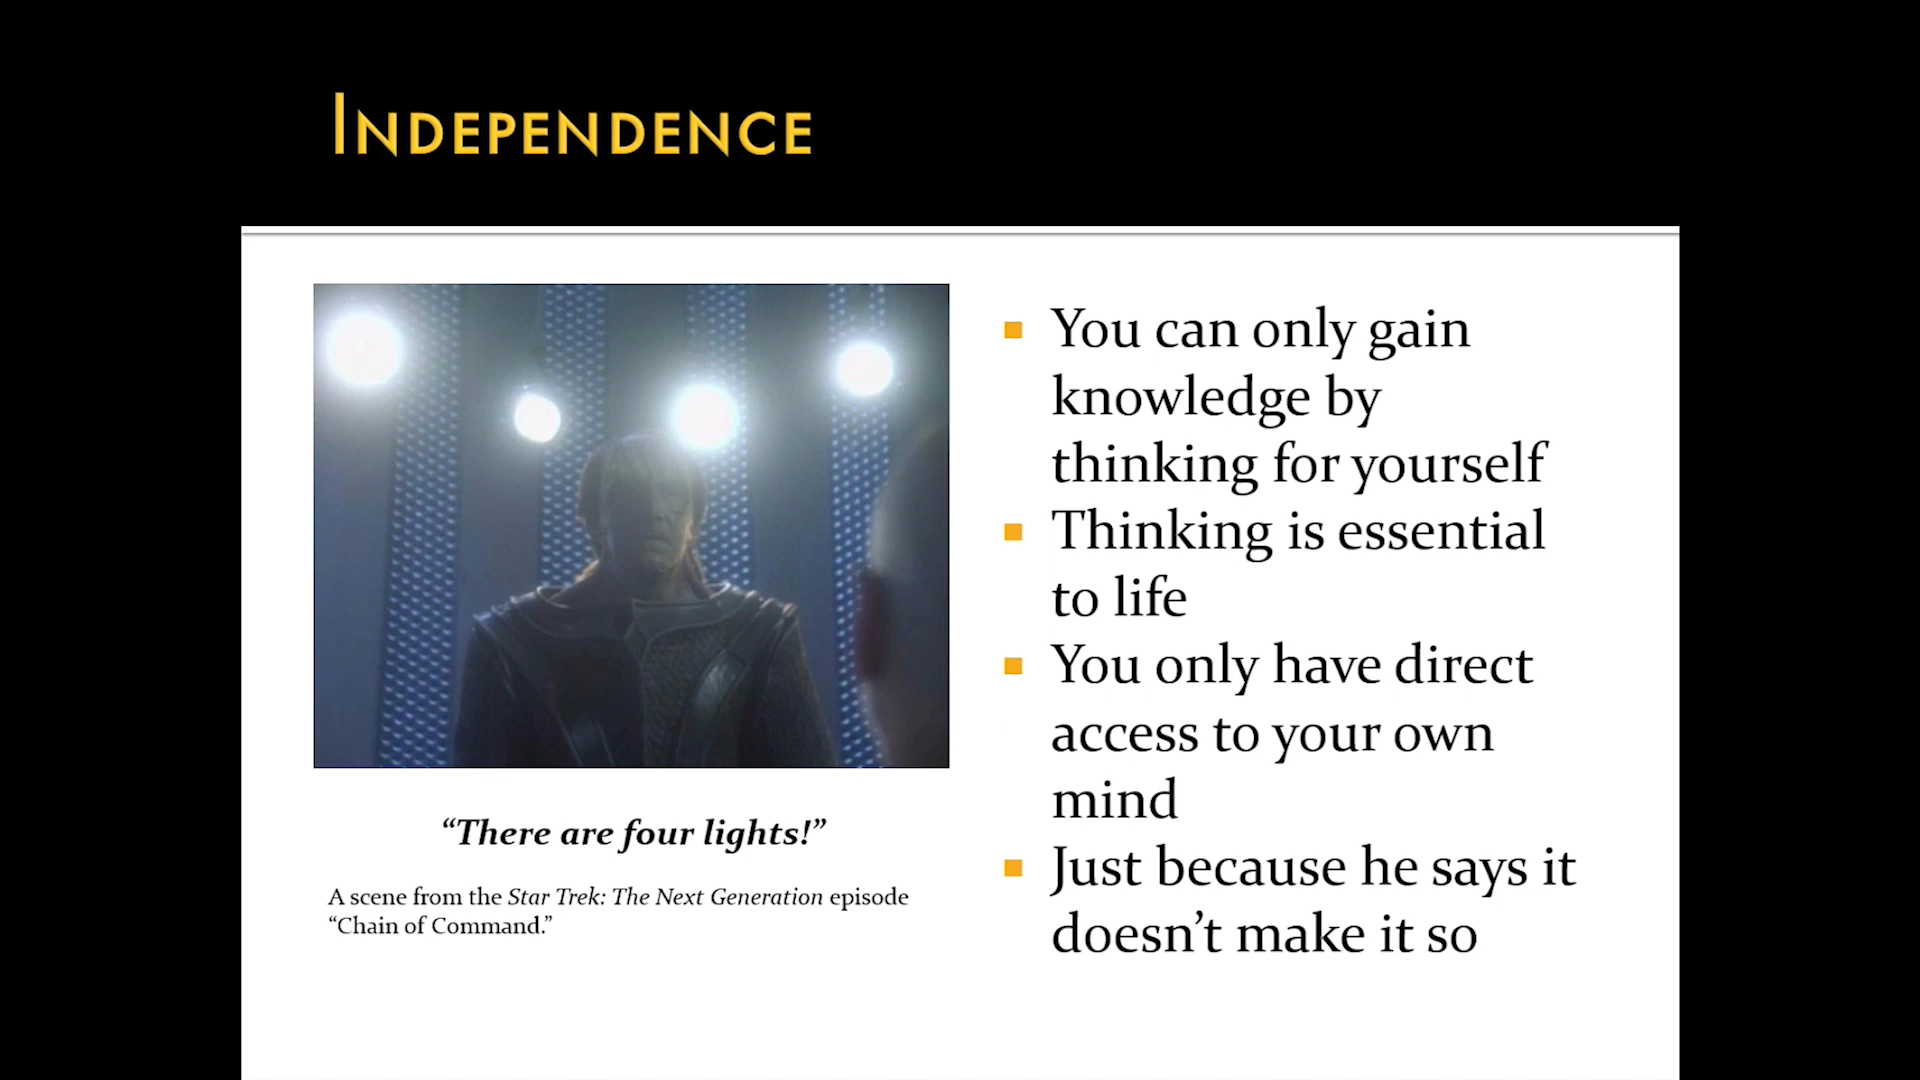 INDEPENDENCE
“There are four lights!”
A scene from the Star Trek: The Next Generation episode
“Chain of Command.”
You can only gain
knowledge by
thinking for yourself
Thinking is essential
to life
You only have direct
access to your own
mind
Just because he says it
doesn’t make it so